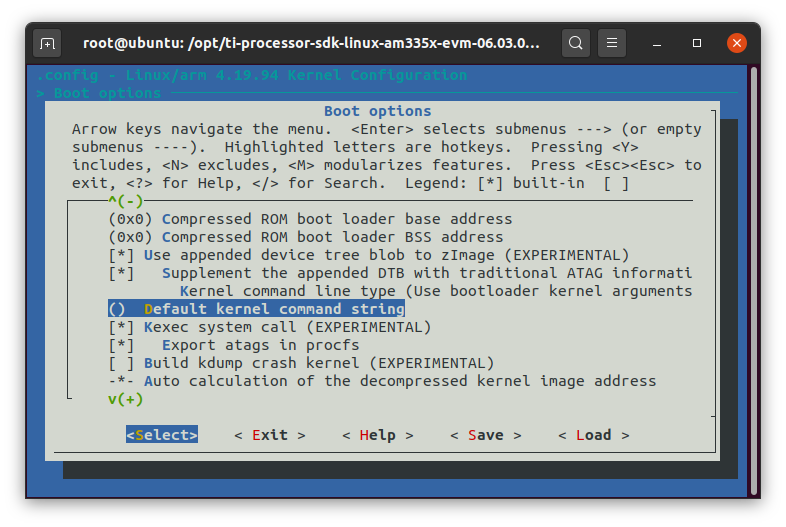 root@ubuntu: /opt/ti-processor-sdk-linux-am335x-evm-06.03.0...
.config - Linux/arm 4.19.94 Kernel Configuration
> Boot options
Boot options
Arrow keys navigate the menu.  <Enter> selects submenus ---> (or empty
submenus ----).  Highlighted letters are hotkeys.  Pressing <Y>
includes, <N> excludes, <M> modularizes features.  Press <Esc><Esc> to
exit, <?> for Help, </> for Search.  Legend: [*] built-in  [ ]
^(-)
(0x0) Compressed ROM boot loader base address
(0x0) Compressed ROM boot loader BSS address
[*] Use appended device tree blob to zImage (EXPERIMENTAL)
[*]   Supplement the appended DTB with traditional ATAG informati
Kernel command line type (Use bootloader kernel arguments
()  Default kernel command string
[*] Kexec system call (EXPERIMENTAL)
[*]   Export atags in procfs
[ ] Build kdump crash kernel (EXPERIMENTAL)
-*- Auto calculation of the decompressed kernel image address
v(+)
<Select>    < Exit >    < Help >    < Save >    < Load >